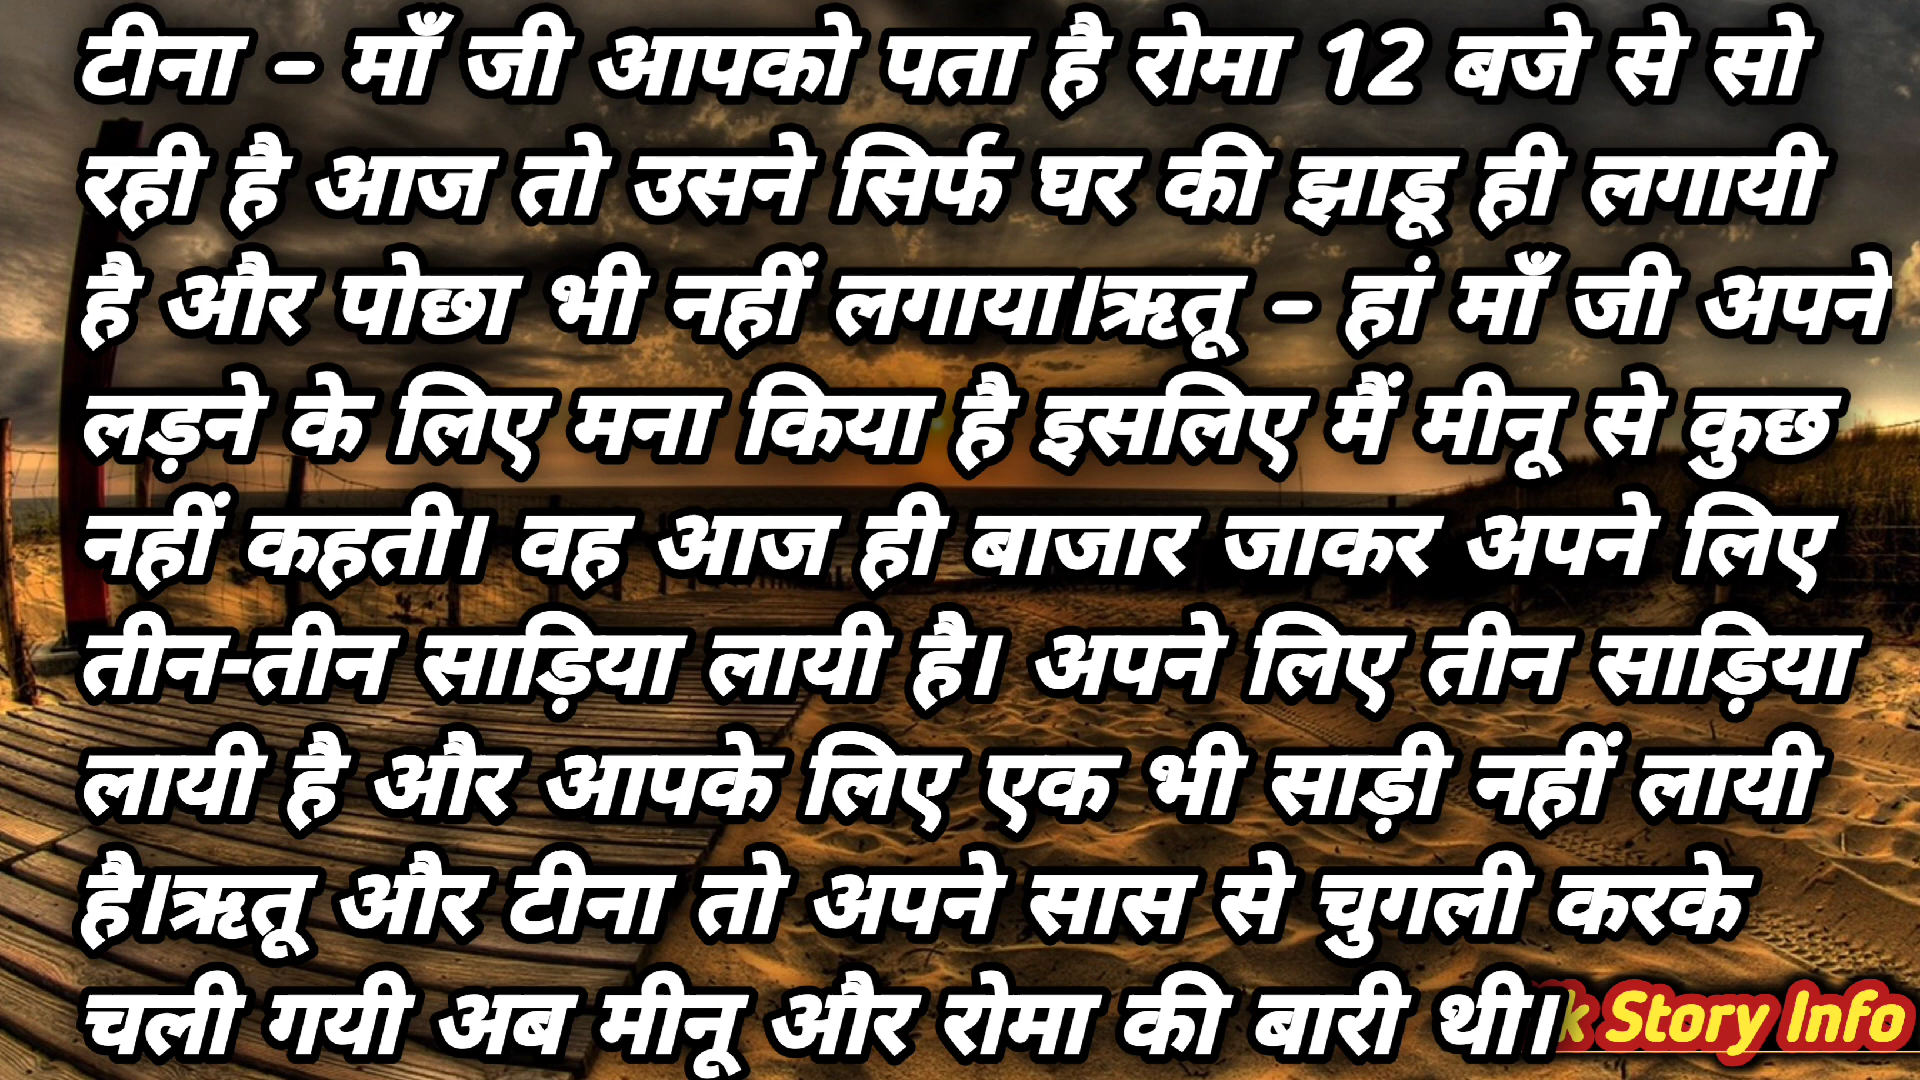 टीना – माँ जी आपको पता है रोमा 12 बजे से सो
रही है आज तो उसने सिर्फ घर की झाडू ही लगायी
है और पोछा भी नहीं लगाया।ऋतू – हां माँ जी अपने
लड़ने के लिए मना किया है इसलिए मैं मीनू से कुछ
नहीं कहती। वह आज ही बाजार जाकर अपने लिए
तीन-तीन साड़िया लायी है। अपने लिए तीन साड़िया
लायी है और आपके लिए एक भी साड़ी नहीं लायी
है।ऋतू और टीना तो अपने सास से चुगली करके
चली गयी अब मीनू और रोमा की बारी थी।
k Story Info